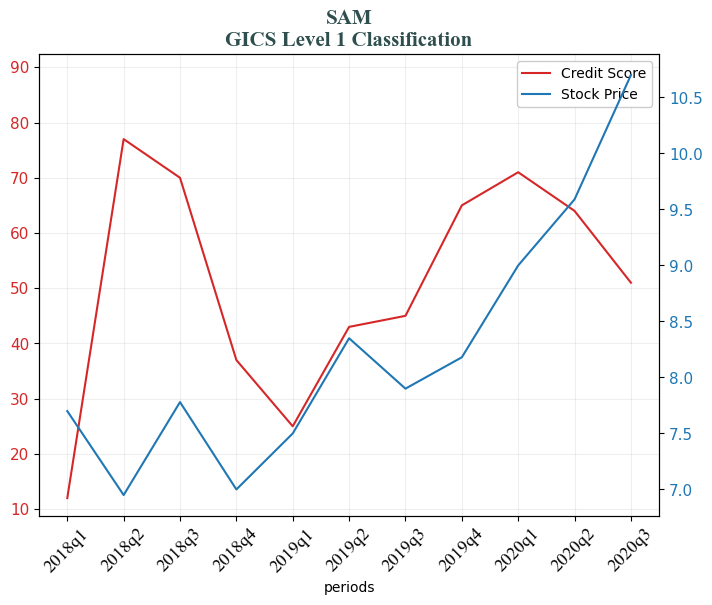 SAM
GICS Level 1 Classification
Credit Score
Stock Price
90
80
70
60
50
40
30
20
10
10.5
10.0
9.5
9.0
8.5
8.0
7.5
7.0
2018q1
2018q2
2018q3
2018q4
2019q1
2019q2
2019q3
2019q4
2020q1
2020q2
2020q3
periods